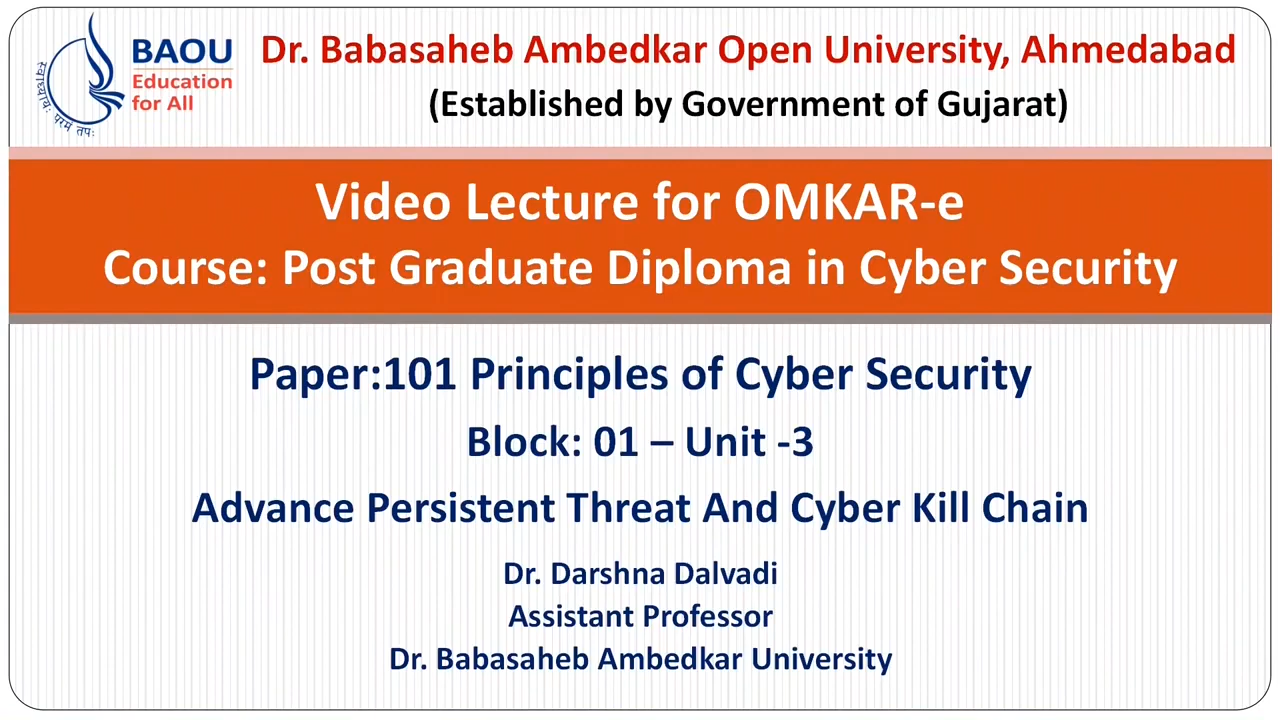 BAOU
Education
for All
स्वाध्यायः परमं तपः
Dr. Babasaheb Ambedkar Open University, Ahmedabad
(Established by Government of Gujarat)
Video Lecture for OMKAR-e
Course: Post Graduate Diploma in Cyber Security
Paper:101 Principles of Cyber Security
Block: 01 – Unit -3
Advance Persistent Threat And Cyber Kill Chain
Dr. Darshna Dalvadi
Assistant Professor
Dr. Babasaheb Ambedkar University